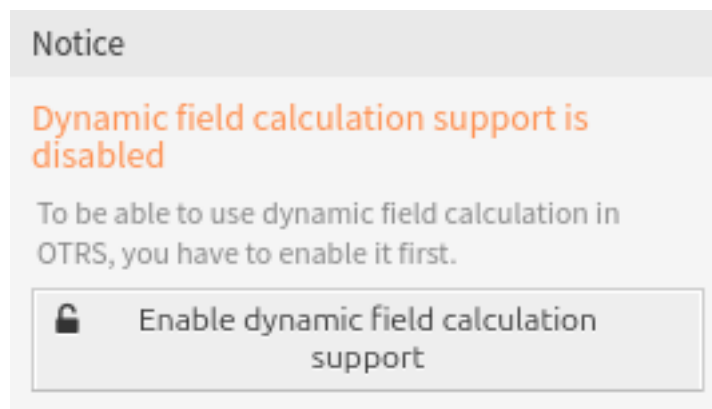 Notice
Dynamic field calculation support is
disabled
To be able to use dynamic field calculation in
OTRS, you have to enable it first.
Enable dynamic field calculation
support